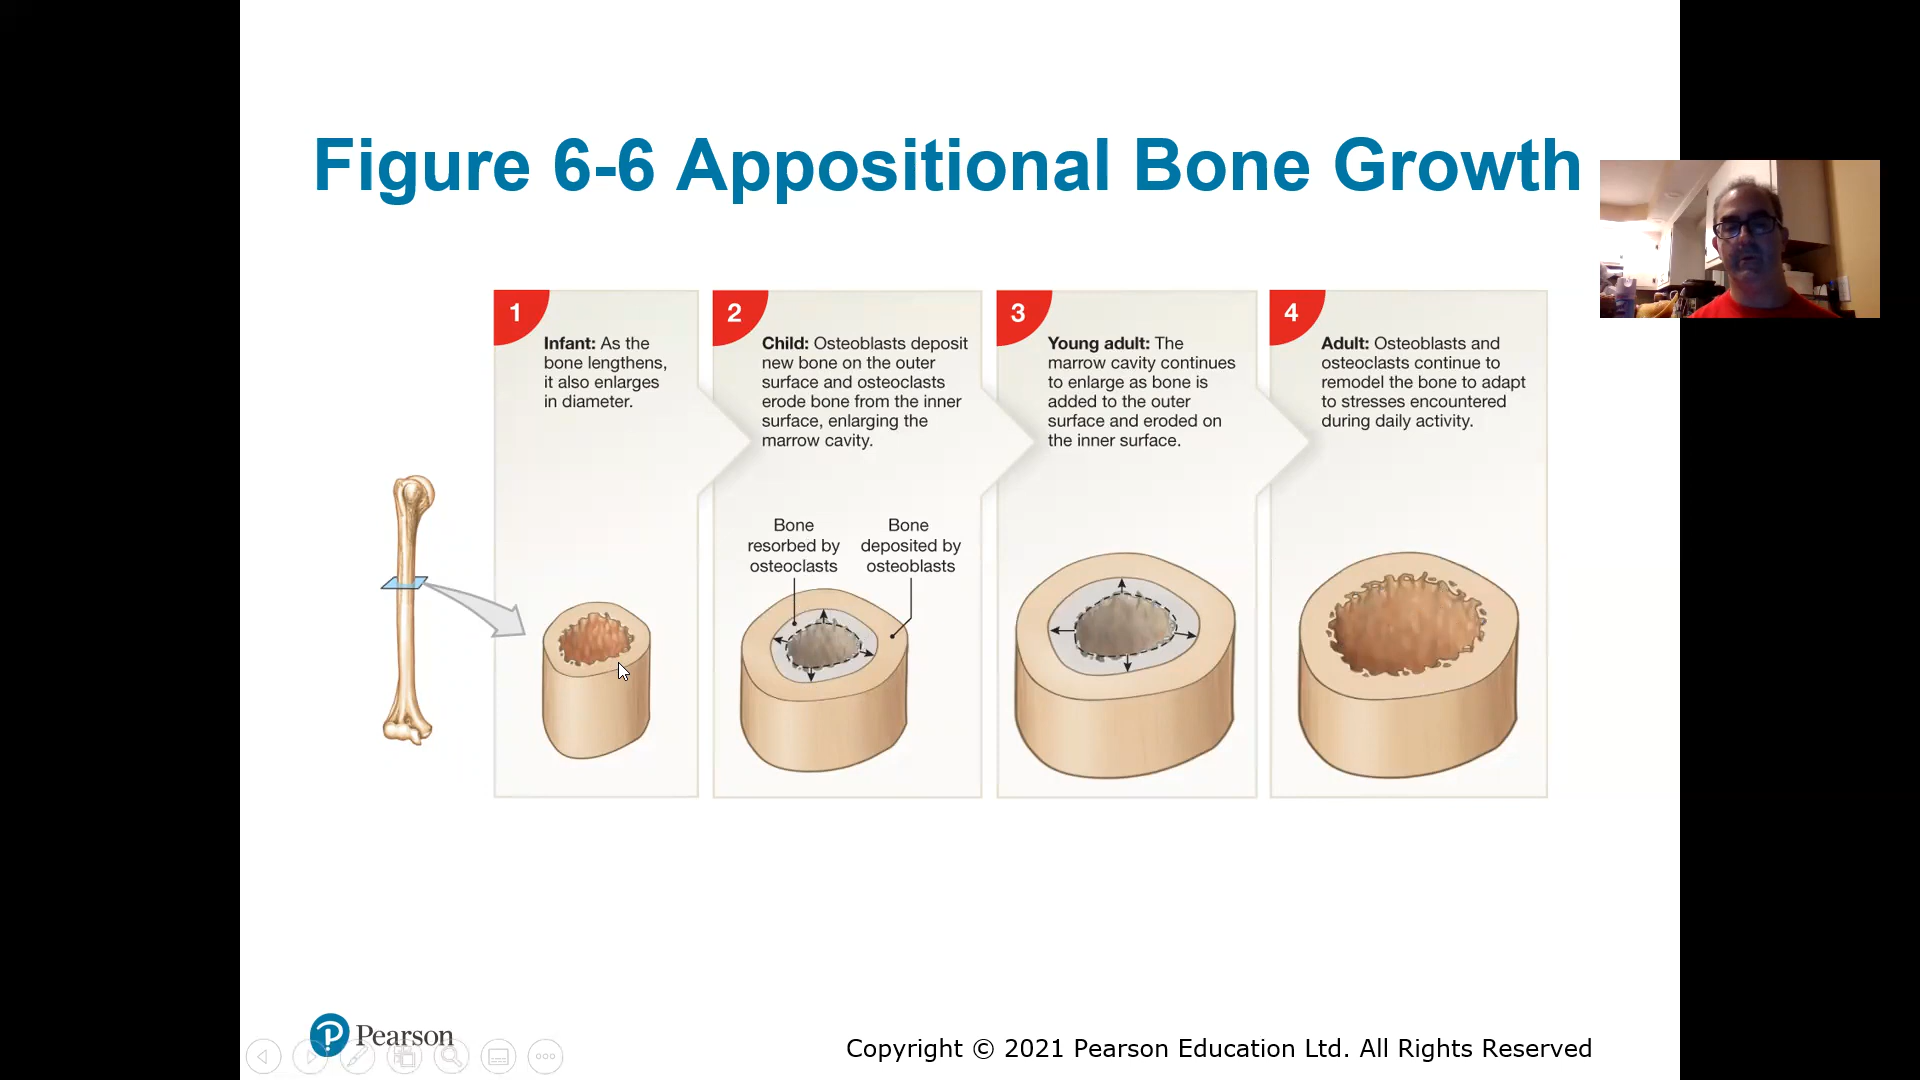 Figure 6-6 Appositional Bone Growth
1
Infant: As the
bone lengthens,
it also enlarges
in diameter.
2
Child: Osteoblasts deposit
new bone on the outer
surface and osteoclasts
erode bone from the inner
surface, enlarging the
marrow cavity.
Bone
resorbed by
osteoclasts
Bone
deposited by
osteoblasts
3
Young adult: The
marrow cavity continues
to enlarge as bone is
added to the outer
surface and eroded on
the inner surface.
4
Adult: Osteoblasts and
osteoclasts continue to
remodel the bone to adapt
to stresses encountered
during daily activity.
Pearson
Copyright © 2021 Pearson Education Ltd. All Rights Reserved